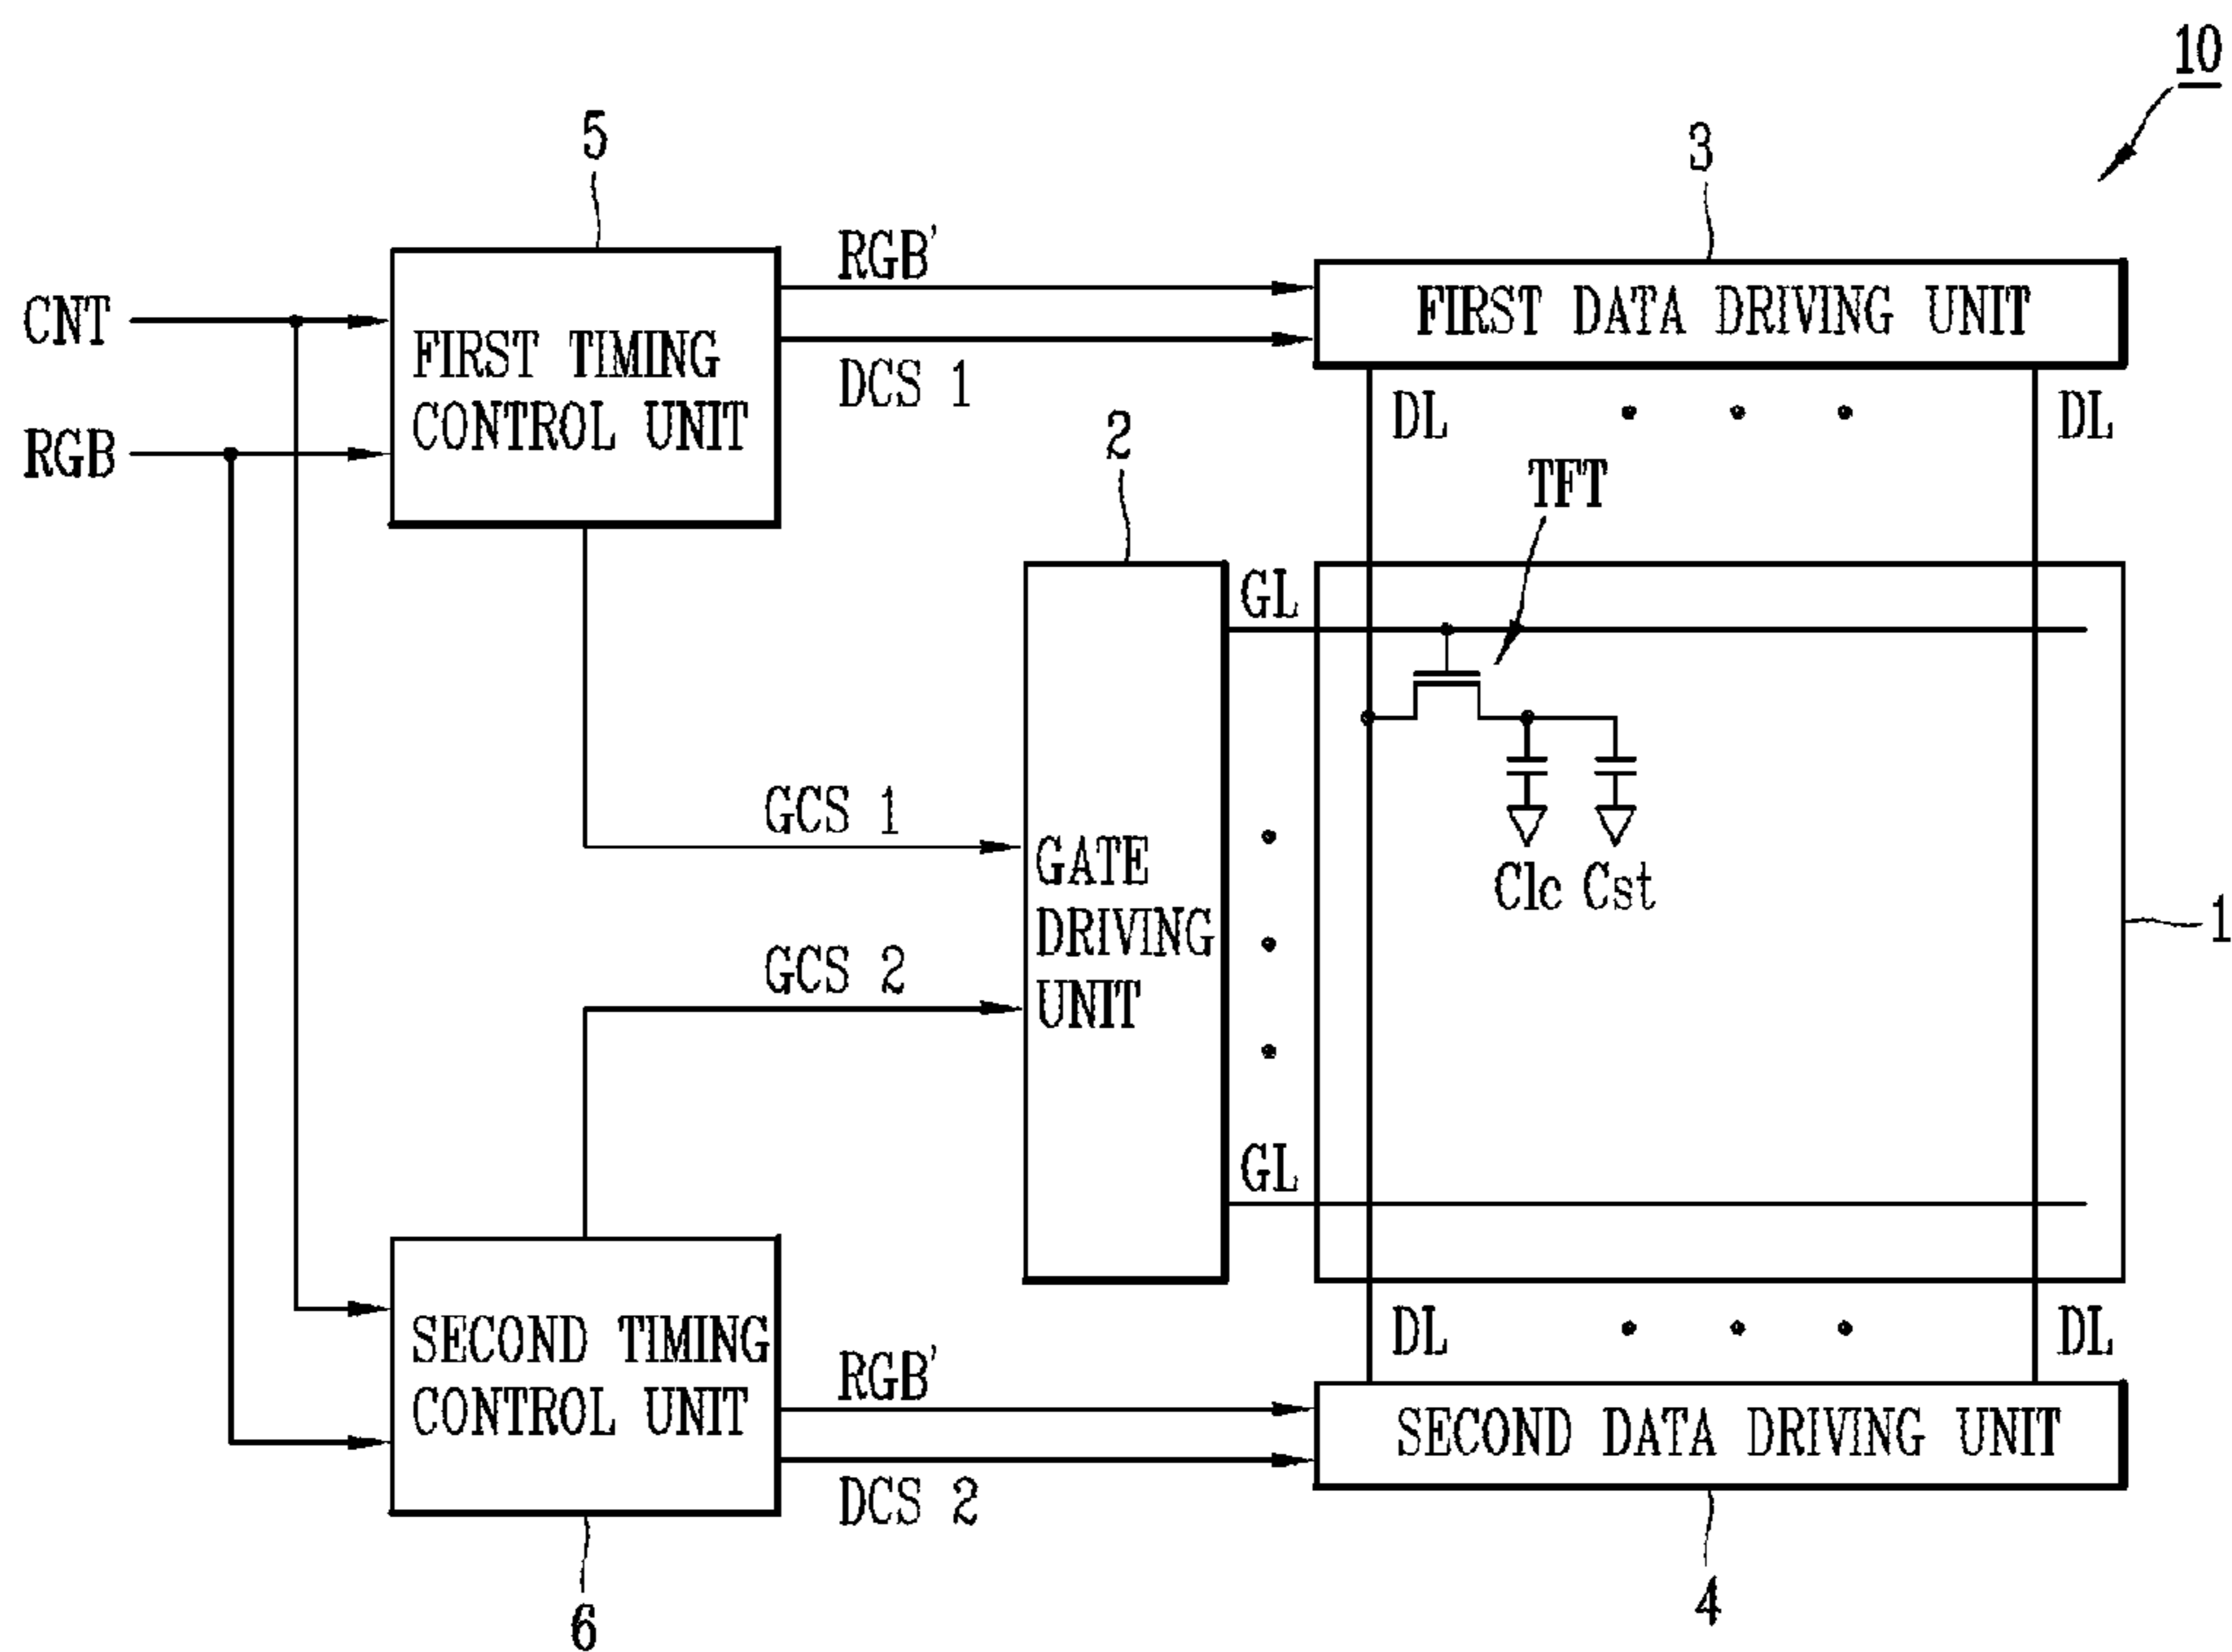 10
5
3
CNT
RGB
FIRST TIMING
CONTROL UNIT
RGB'
DCS 1
FIRST DATA DRIVING UNIT
DL
DL
TFT
2
GL
GCS 1
GCS 2
GATE
DRIVING
UNIT
Clc Cst
1
GL
SECOND TIMING
CONTROL UNIT
RGB'
DCS 2
DL
DL
SECOND DATA DRIVING UNIT
6
4